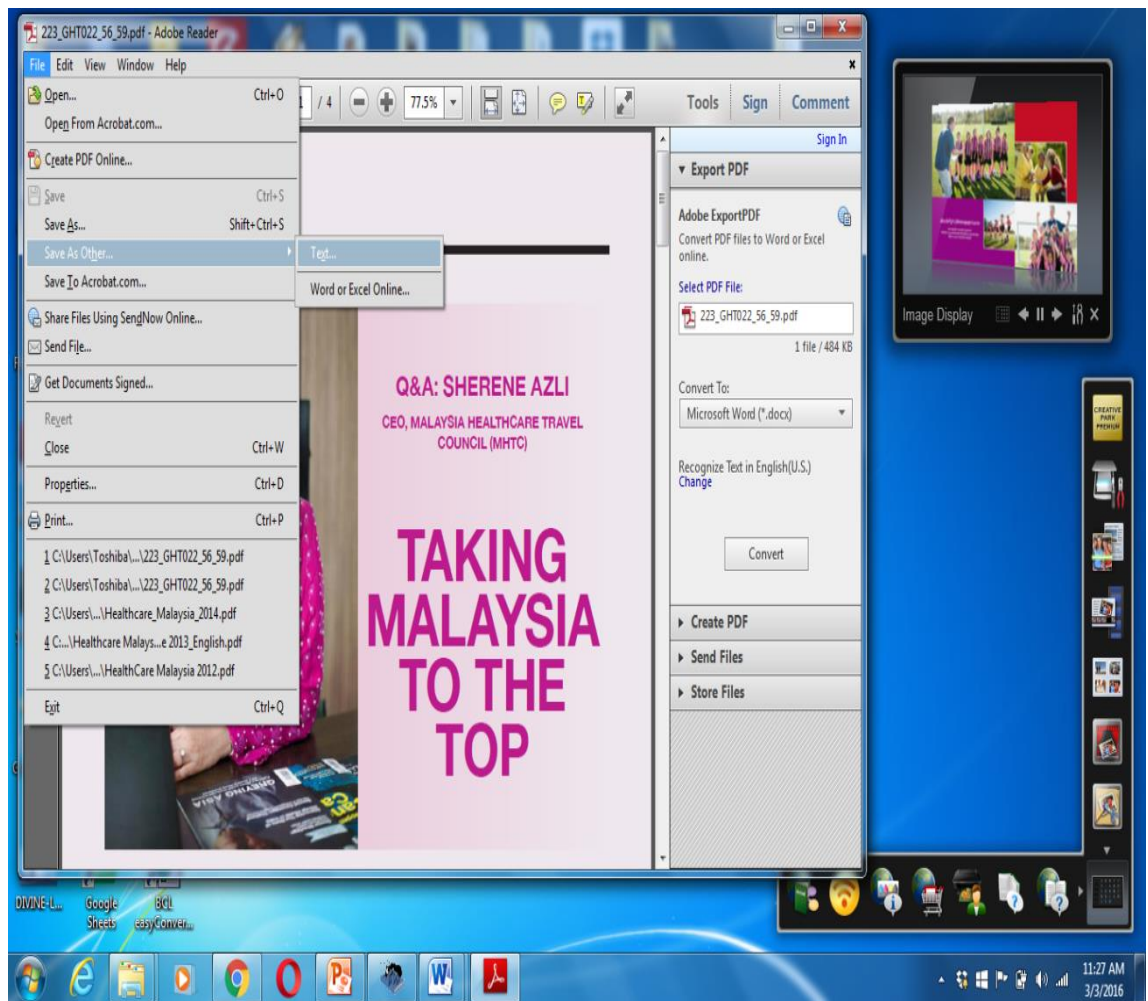 223_GHT022_56_59.pdf - Adobe Reader
File Edit View Window Help
Open... Ctrl+O
Open From Acrobat.com...
Create PDF Online...
Save Ctrl+S
Save As... Shift+Ctrl+S
Save As Other...
Save To Acrobat.com...
Share Files Using SendNow Online...
Send File...
Get Documents Signed...
Revert
Close Ctrl+W
Properties... Ctrl+D
Print... Ctrl+P
1 C:\Users\Toshiba\...\223_GHT022_56_59.pdf
2 C:\Users\Toshiba\...\223_GHT022_56_59.pdf
3 C:\Users\...\Healthcare_Malaysia_2014.pdf
4 C:...\Healthcare Malays...e 2013_English.pdf
5 C:\Users\...\HealthCare Malaysia 2012.pdf
Exit Ctrl+Q
Text...
Word or Excel Online...
1 / 4 77.5%
Tools Sign Comment
Sign In
Export PDF
Adobe ExportPDF
Convert PDF files to Word or Excel
online.
Select PDF File:
223_GHT022_56_59.pdf
1 file / 484 KB
Convert To:
Microsoft Word (*.docx)
Recognize Text in English(U.S.)
Change
Convert
Create PDF
Send Files
Store Files
Q&A: SHERENE AZLI
CEO, MALAYSIA HEALTHCARE TRAVEL
COUNCIL (MHTC)
TAKING
MALAYSIA
TO THE
TOP
GREYING ASIA
Image Display
CREATIVE
PARK
PREMIUM
DIVINE-L...
Google
Sheets
BCL
easyConver...
11:27 AM
3/3/2016